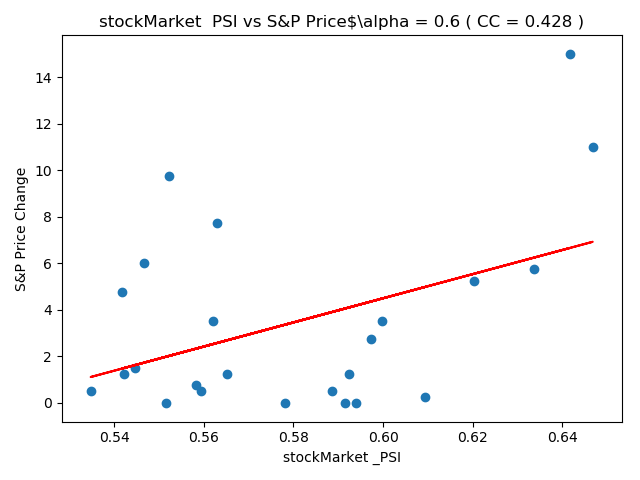 stockMarket  PSI vs S&P Price$\alpha = 0.6 ( CC = 0.428 )
14
12
10
8
6
4
2
0
S&P Price Change
0.54 0.56 0.58 0.60 0.62 0.64
stockMarket _PSI